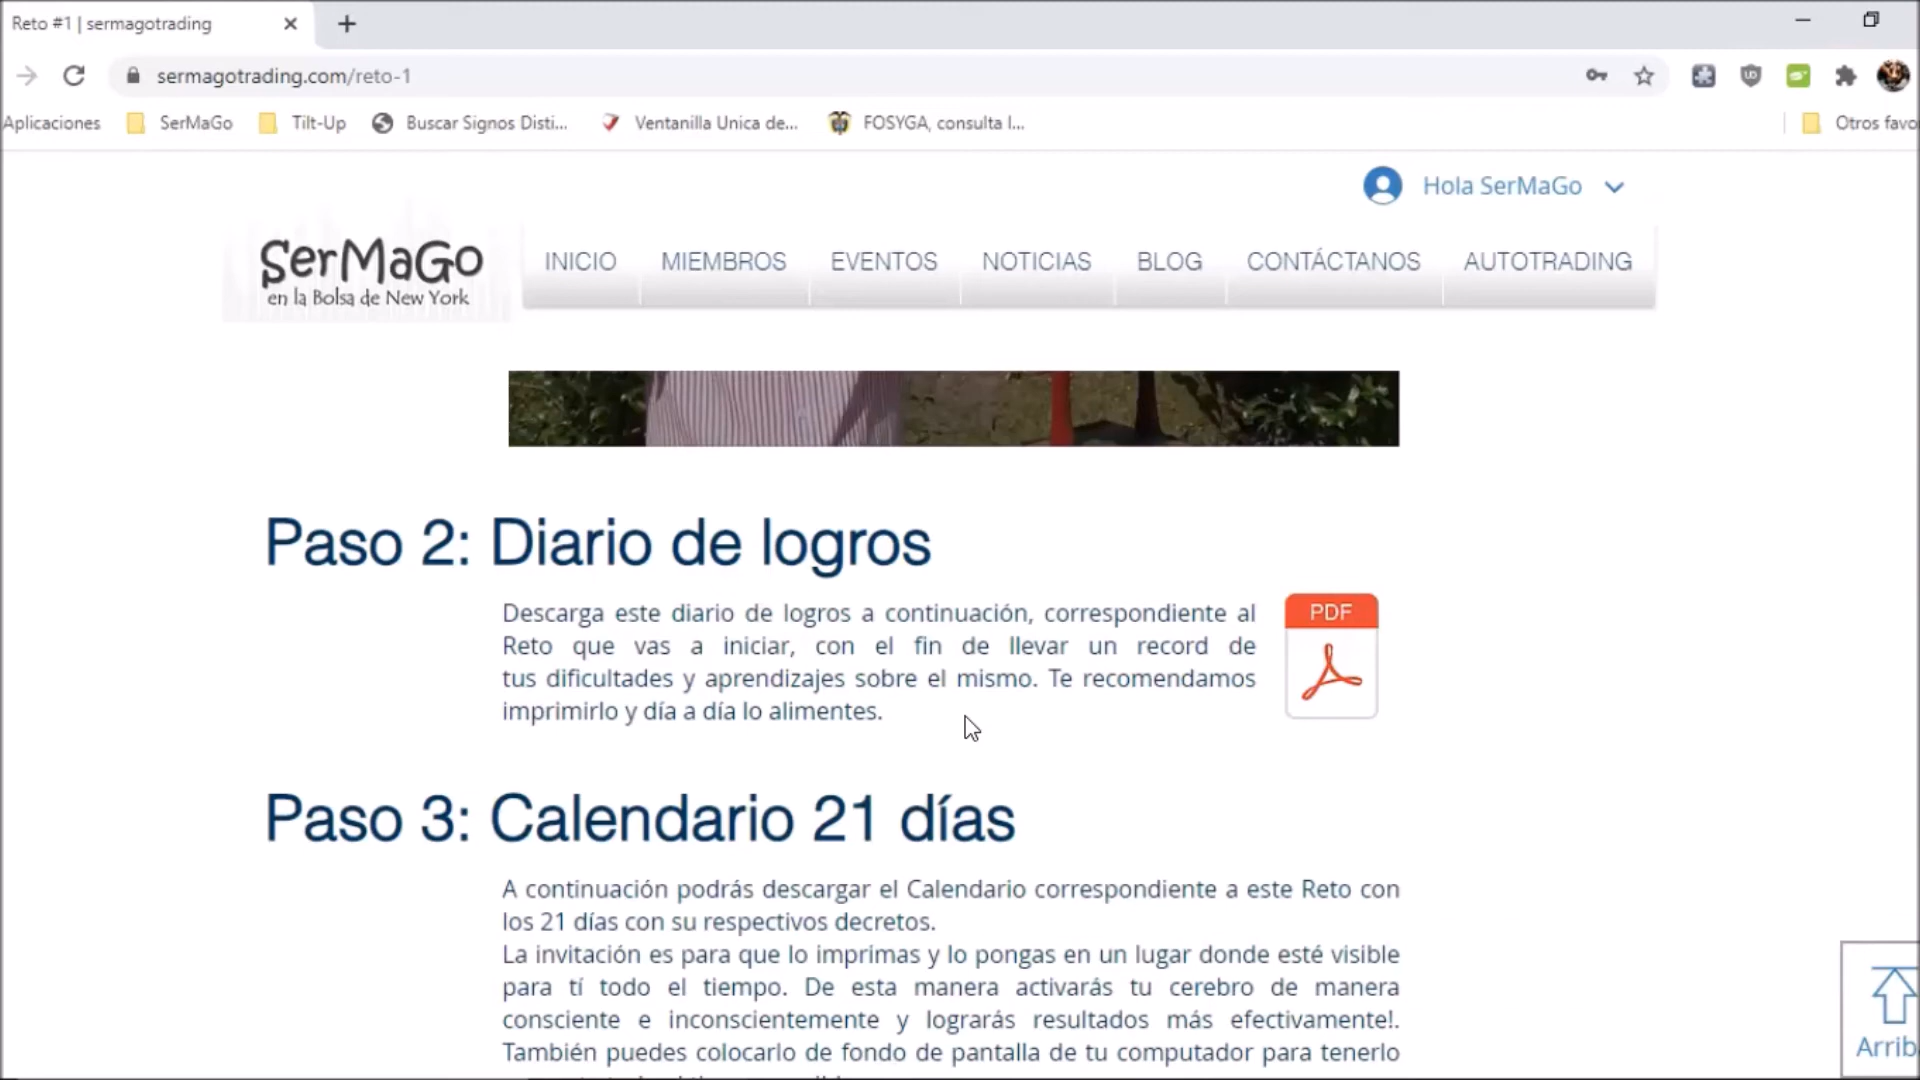 Reto #1 | sermagotrading
sermagotrading.com/reto-1
Aplicaciones SerMaGo Tilt-Up Buscar Signos Disti... Ventanilla Unica de... FOSYGA, consulta l... Otros favo
Hola SerMaGo
SerMaGo
en la Bolsa de New York
INICIO MIEMBROS EVENTOS NOTICIAS BLOG CONTÁCTANOS AUTOTRADING
Paso 2: Diario de logros
Descarga este diario de logros a continuación, correspondiente al
Reto que vas a iniciar, con el fin de llevar un record de
tus dificultades y aprendizajes sobre el mismo. Te recomendamos
imprimirlo y día a día lo alimentes.
PDF
Paso 3: Calendario 21 días
A continuación podrás descargar el Calendario correspondiente a este Reto con
los 21 días con su respectivos decretos.
La invitación es para que lo imprimas y lo pongas en un lugar donde esté visible
para tí todo el tiempo. De esta manera activarás tu cerebro de manera
consciente e inconscientemente y lograrás resultados más efectivamente!.
También puedes colocarlo de fondo de pantalla de tu computador para tenerlo
Arrib